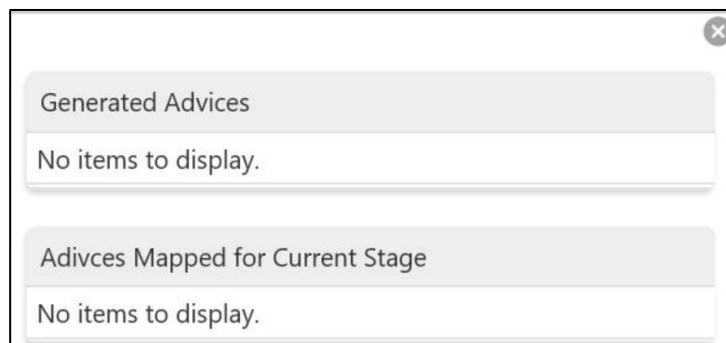 Generated Advices
No items to display.
Adivces Mapped for Current Stage
No items to display.